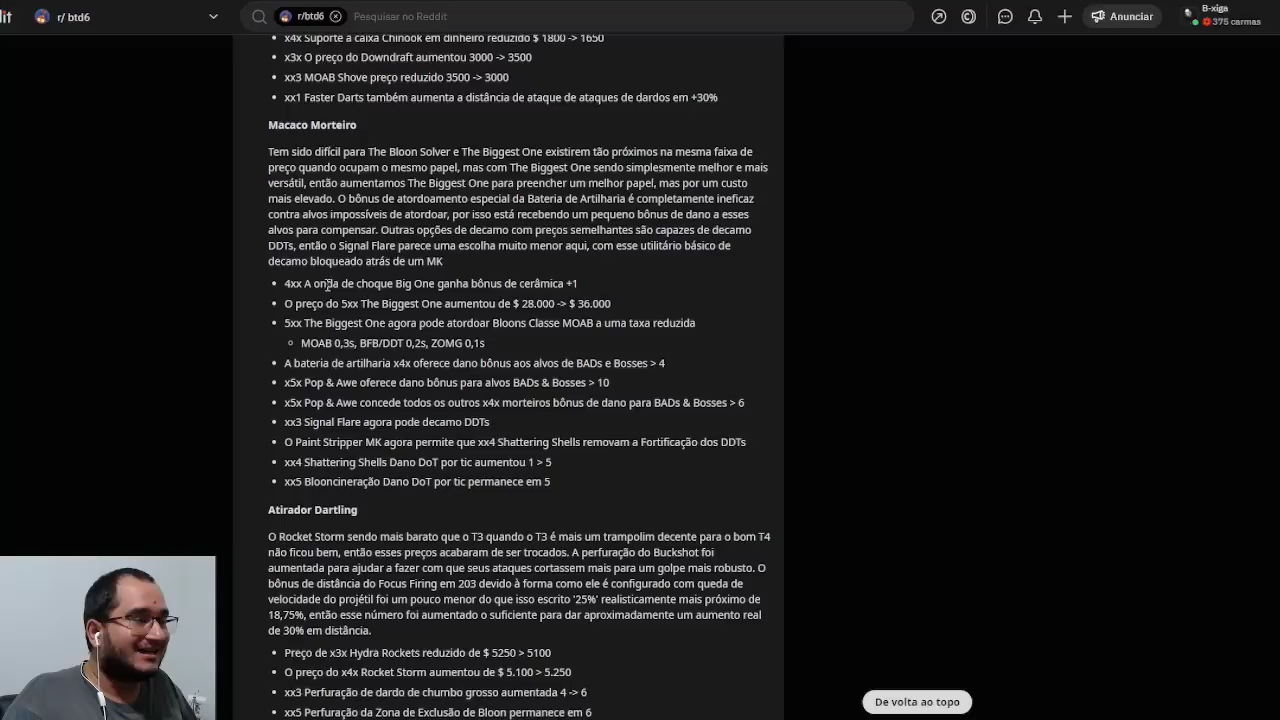 it
r/ btd6
r/btd6
Pesquisar no Reddit
Anunciar
B-xiga
375 carmas
x4x Suporte a caixa Chinook em dinheiro reduzido $ 1800 -> 1650
x3x O preço do Downdraft aumentou 3000 -> 3500
xx3 MOAB Shove preço reduzido 3500 -> 3000
xx1 Faster Darts também aumenta a distância de ataque de ataques de dardos em +30%
Macaco Morteiro
Tem sido difícil para The Bloon Solver e The Biggest One existirem tão próximos na mesma faixa de
preço quando ocupam o mesmo papel, mas com The Biggest One sendo simplesmente melhor e mais
versátil, então aumentamos The Biggest One para preencher um melhor papel, mas por um custo
mais elevado. O bônus de atordoamento especial da Bateria de Artilharia é completamente ineficaz
contra alvos impossíveis de atordoar, por isso está recebendo um pequeno bônus de dano a esses
alvos para compensar. Outras opções de decamo com preços semelhantes são capazes de decamo
DDTs, então o Signal Flare parece uma escolha muito menor aqui, com esse utilitário básico de
decamo bloqueado atrás de um MK
4xx A onda de choque Big One ganha bônus de cerâmica +1
O preço do 5xx The Biggest One aumentou de $ 28.000 -> $ 36.000
5xx The Biggest One agora pode atordoar Bloons Classe MOAB a uma taxa reduzida
MOAB 0,3s, BFB/DDT 0,2s, ZOMG 0,1s
A bateria de artilharia x4x oferece dano bônus aos alvos de BADs e Bosses > 4
x5x Pop & Awe oferece dano bônus para alvos BADs & Bosses > 10
x5x Pop & Awe concede todos os outros x4x morteiros bônus de dano para BADs & Bosses > 6
xx3 Signal Flare agora pode decamo DDTs
O Paint Stripper MK agora permite que xx4 Shattering Shells removam a Fortificação dos DDTs
xx4 Shattering Shells Dano DoT por tic aumentou 1 > 5
xx5 Blooncineração Dano DoT por tic permanece em 5
Atirador Dartling
O Rocket Storm sendo mais barato que o T3 quando o T3 é mais um trampolim decente para o bom T4
não ficou bem, então esses preços acabaram de ser trocados. A perfuração do Buckshot foi
aumentada para ajudar a fazer com que seus ataques cortassem mais para um golpe mais robusto. O
bônus de distância do Focus Firing em 203 devido à forma como ele é configurado com queda de
velocidade do projétil foi um pouco menor do que isso escrito '25%' realisticamente mais próximo de
18,75%, então esse número foi aumentado o suficiente para dar aproximadamente um aumento real
de 30% em distância.
Preço de x3x Hydra Rockets reduzido de $ 5250 > 5100
O preço do x4x Rocket Storm aumentou de $ 5.100 > 5.250
xx3 Perfuração de dardo de chumbo grosso aumentada 4 -> 6
xx5 Perfuração da Zona de Exclusão de Bloon permanece em 6
De volta ao topo